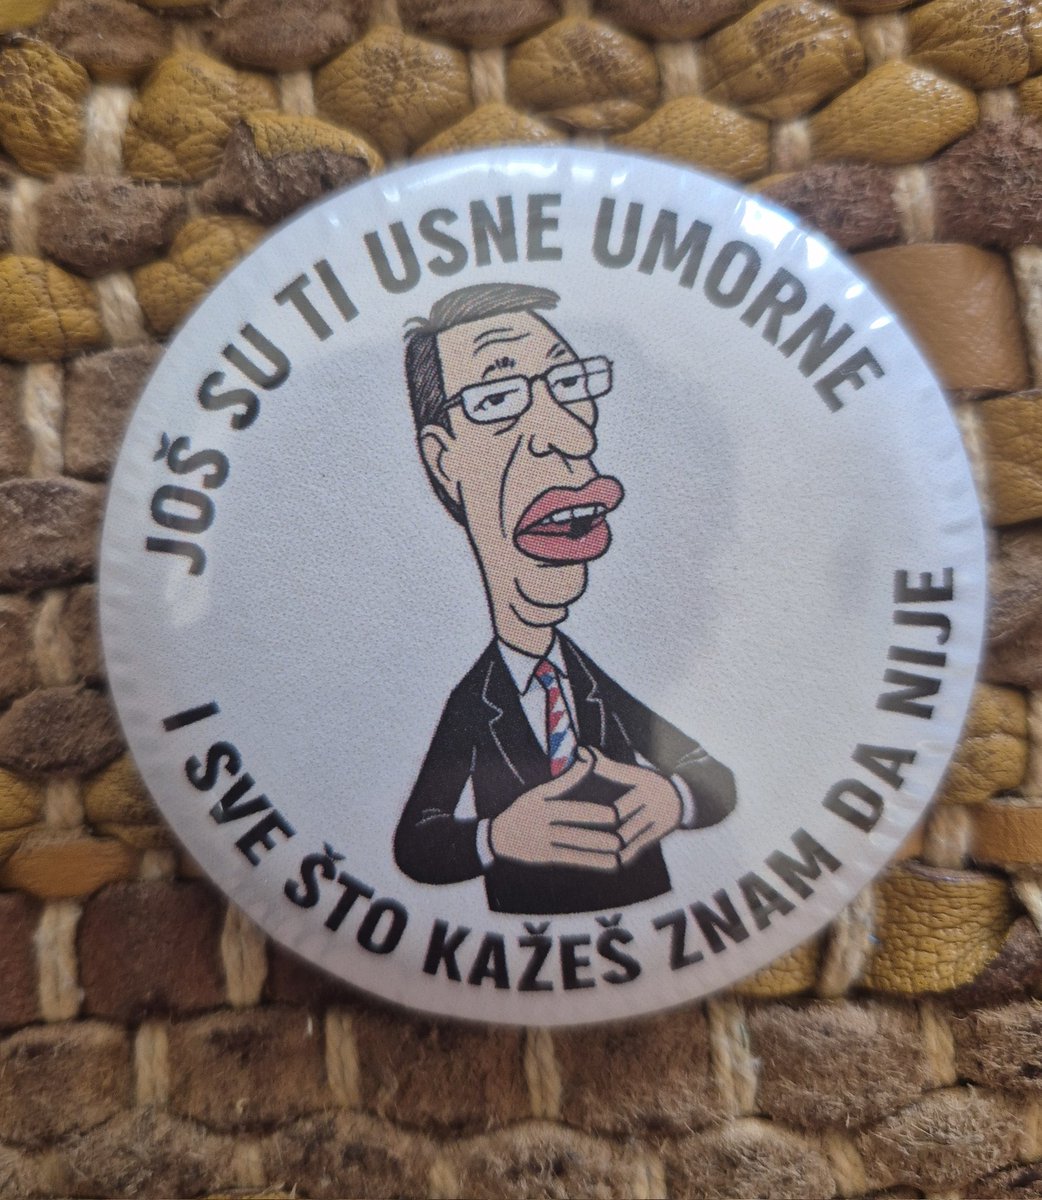 JOŠ SU TI USNE UMORNE
I SVE ŠTO KAŽEŠ ZNAM DA NIJE